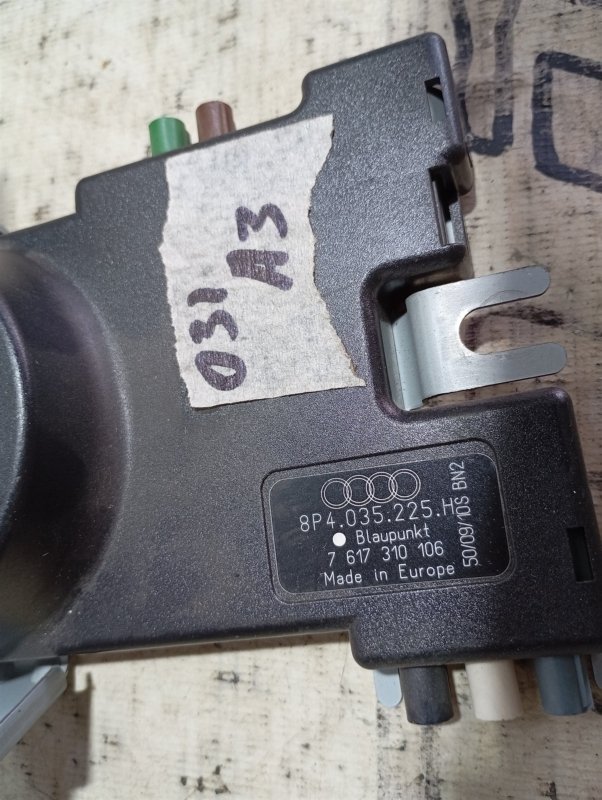 031
A3
8P4.035.225.H
Blaupunkt
7 617 310 106
Made in Europe
50/09/10S BN2